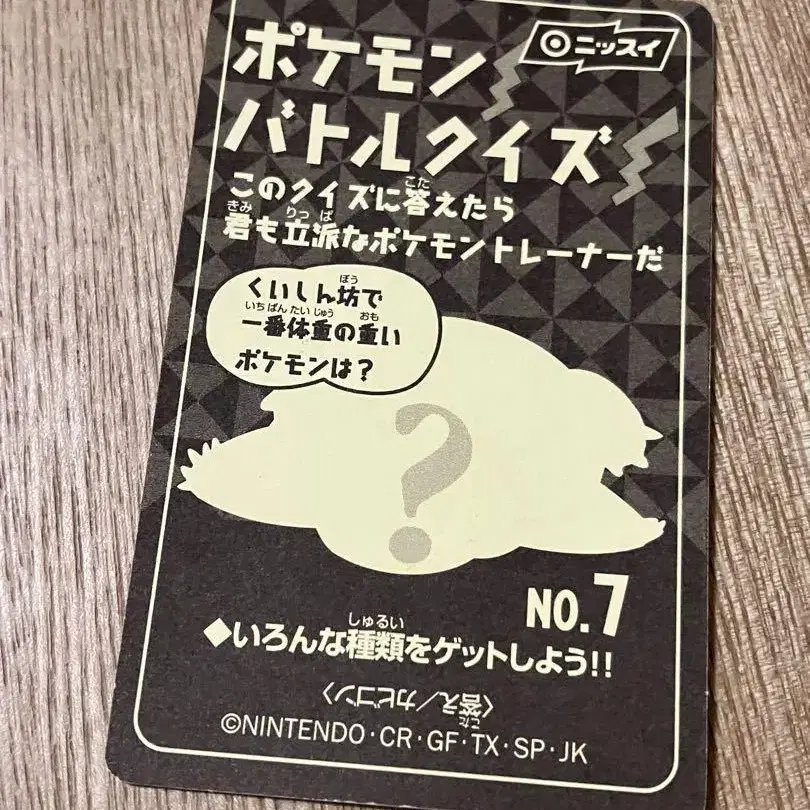 ニッスイ
ポケモン
バトルクイズ
このクイズに答えたら
君も立派なポケモントレーナーだ
くいしん坊で
一番体重の重い
ポケモンは?
?
NO.7
◆いろんな種類をゲットしよう!!
〈答え/カビゴン〉
©NINTENDO・CR・GF・TX・SP・JK